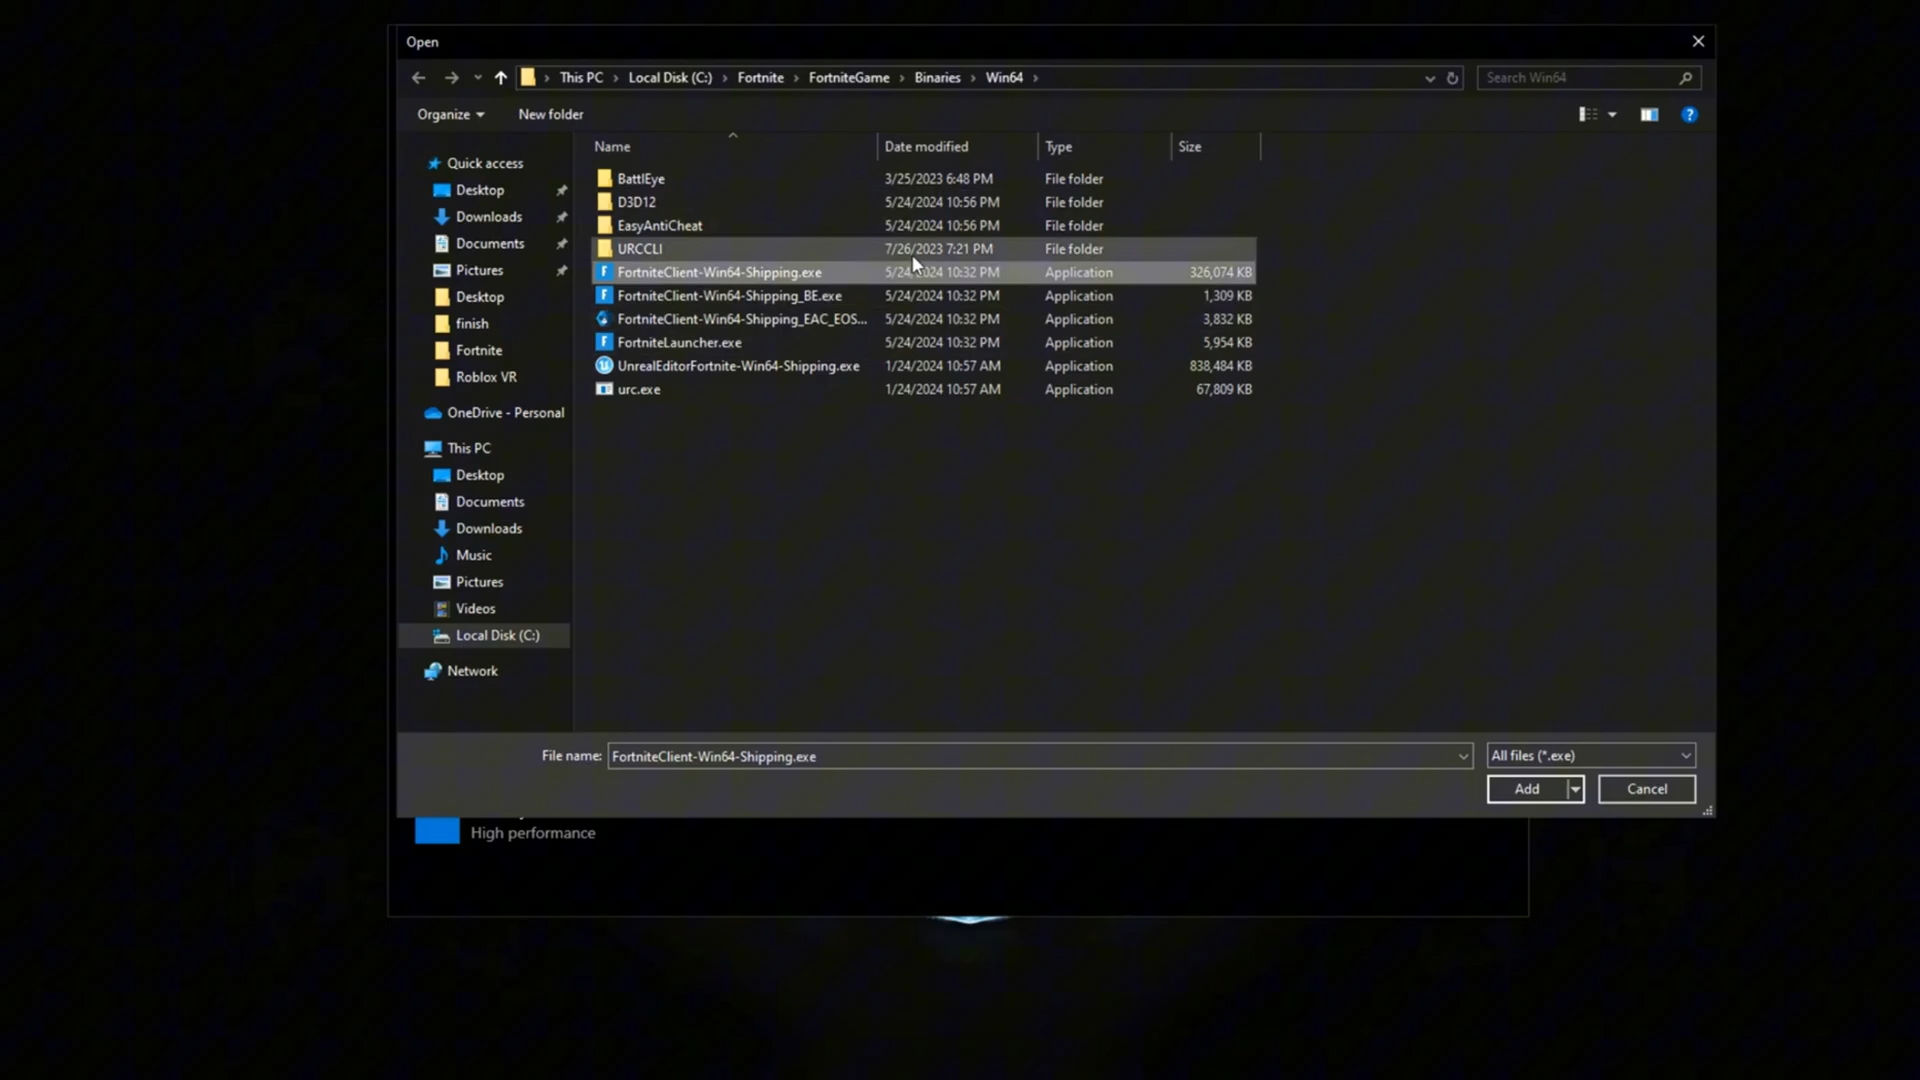 Open
This PC > Local Disk (C:) > Fortnite > FortniteGame > Binaries > Win64 >
Search Win64
Organize
New folder
Name
Date modified
Type
Size
Quick access
Desktop
Downloads
Documents
Pictures
Desktop
finish
Fortnite
Roblox VR
OneDrive - Personal
This PC
Desktop
Documents
Downloads
Music
Pictures
Videos
Local Disk (C:)
Network
BattlEye 3/25/2023 6:48 PM File folder
D3D12 5/24/2024 10:56 PM File folder
EasyAntiCheat 5/24/2024 10:56 PM File folder
URCCLI 7/26/2023 7:21 PM File folder
FortniteClient-Win64-Shipping.exe 5/24/2024 10:32 PM Application 326,074 KB
FortniteClient-Win64-Shipping_BE.exe 5/24/2024 10:32 PM Application 1,309 KB
FortniteClient-Win64-Shipping_EAC_EOS... 5/24/2024 10:32 PM Application 3,832 KB
FortniteLauncher.exe 5/24/2024 10:32 PM Application 5,954 KB
UnrealEditorFortnite-Win64-Shipping.exe 1/24/2024 10:57 AM Application 838,484 KB
urc.exe 1/24/2024 10:57 AM Application 67,809 KB
File name: FortniteClient-Win64-Shipping.exe
All files (*.exe)
Add
Cancel
High performance